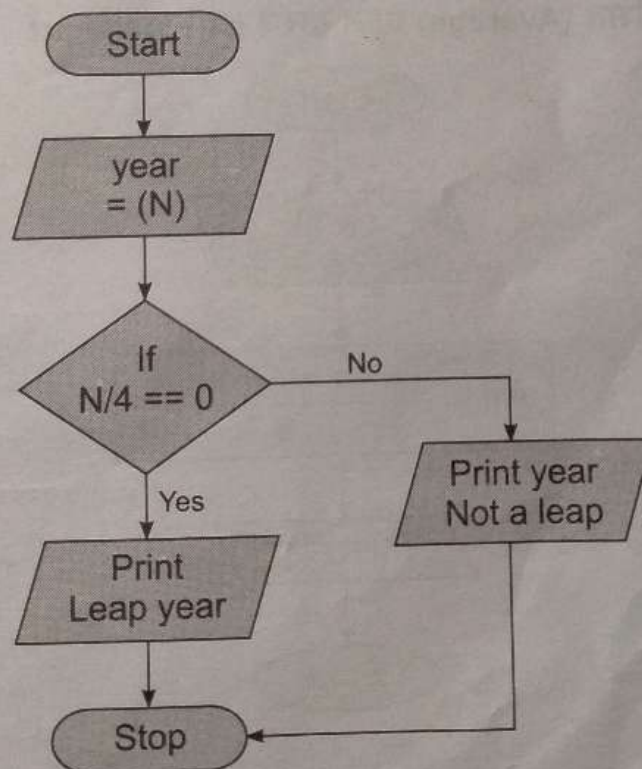 Start
year
= (N)
If
N/4 == 0
No
Yes
Print year
Not a leap
Print
Leap year
Stop